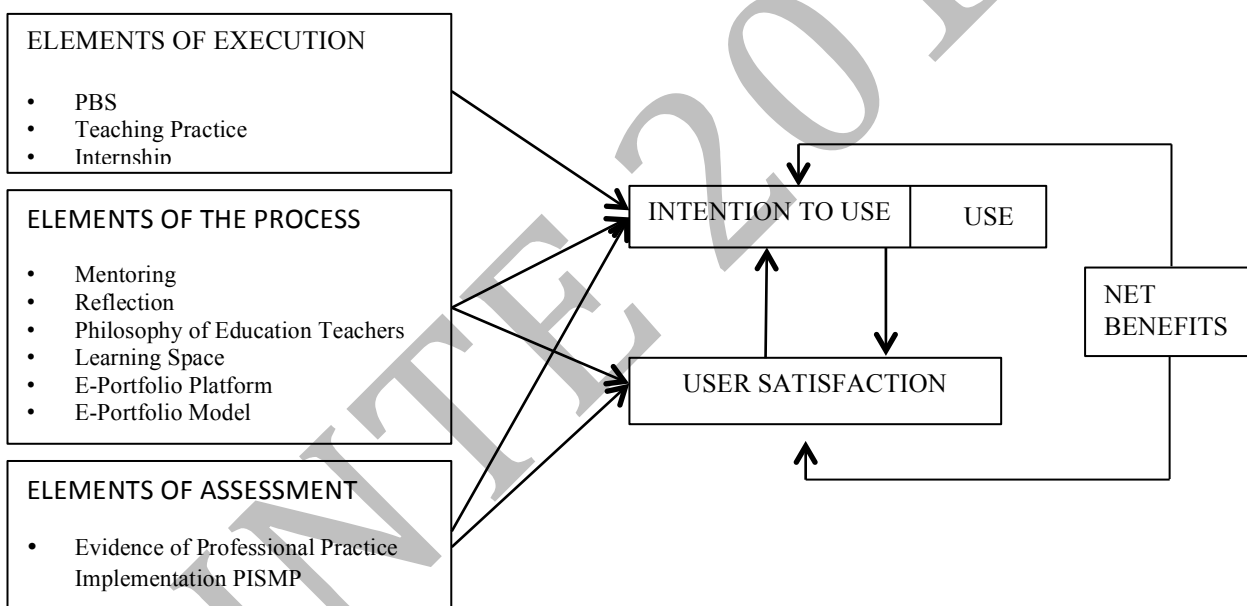 ELEMENTS OF EXECUTION
• PBS
• Teaching Practice
• Internship
ELEMENTS OF THE PROCESS
• Mentoring
• Reflection
• Philosophy of Education Teachers
• Learning Space
• E-Portfolio Platform
• E-Portfolio Model
ELEMENTS OF ASSESSMENT
• Evidence of Professional Practice
Implementation PISMP
INTENTION TO USE
USE
USER SATISFACTION
NET
BENEFITS
INTE 201